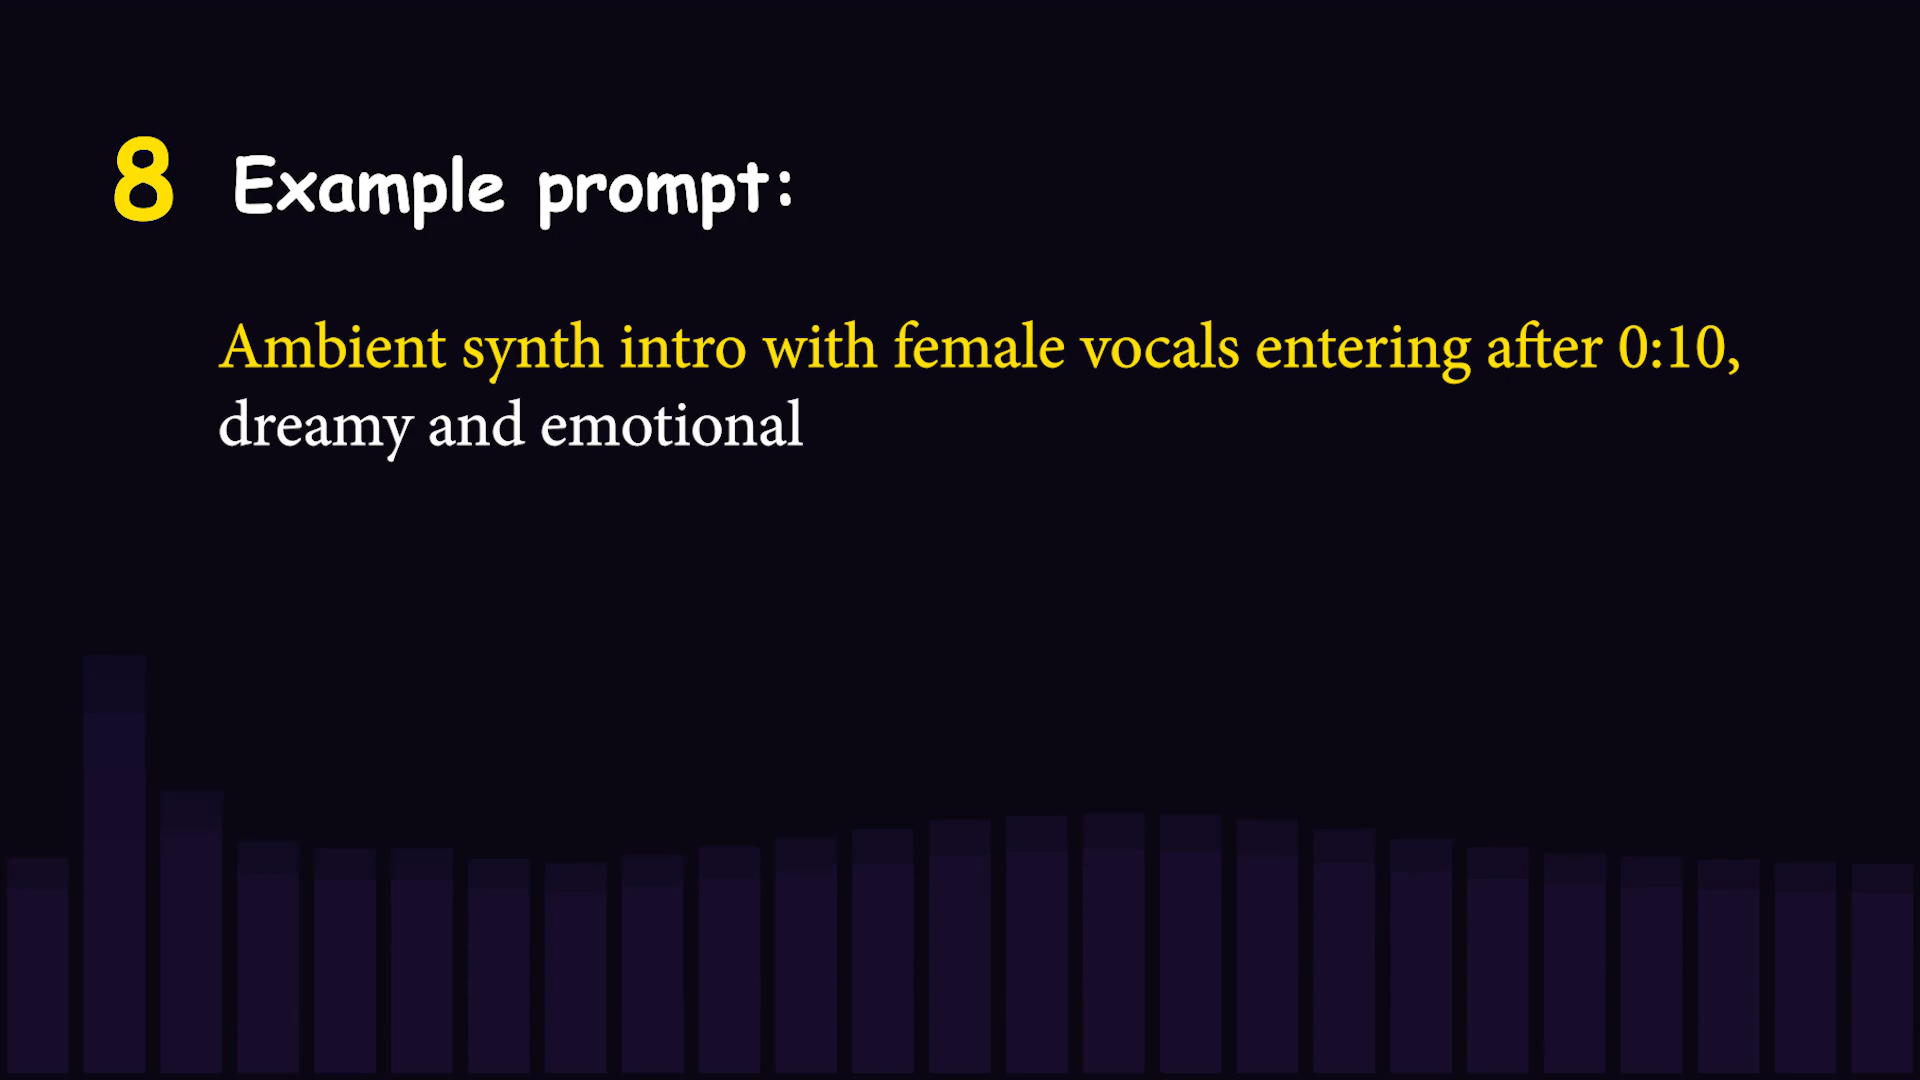 8 Example prompt:
Ambient synth intro with female vocals entering after 0:10,
dreamy and emotional